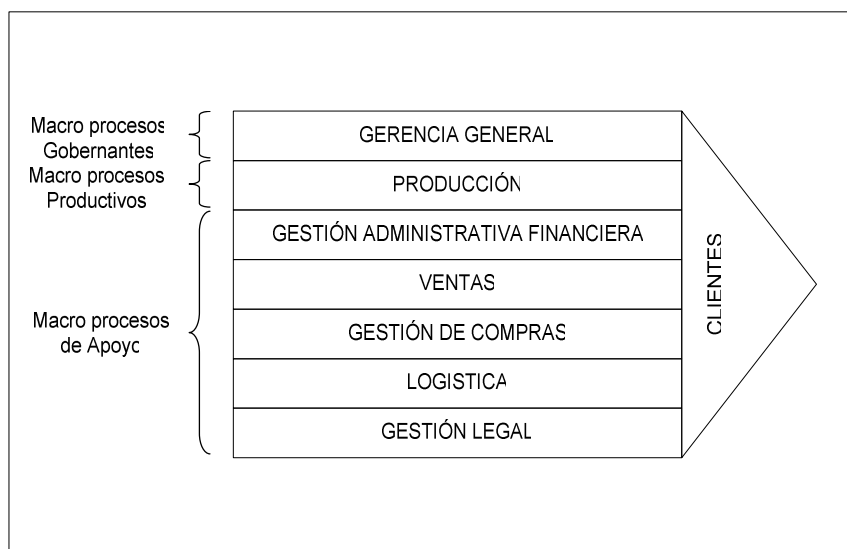 Macro procesos
Gobernantes
Macro procesos
Productivos
Macro procesos
de Apoyo
GERENCIA GENERAL
PRODUCCIÓN
GESTIÓN ADMINISTRATIVA FINANCIERA
VENTAS
GESTIÓN DE COMPRAS
LOGISTICA
GESTIÓN LEGAL
CLIENTES